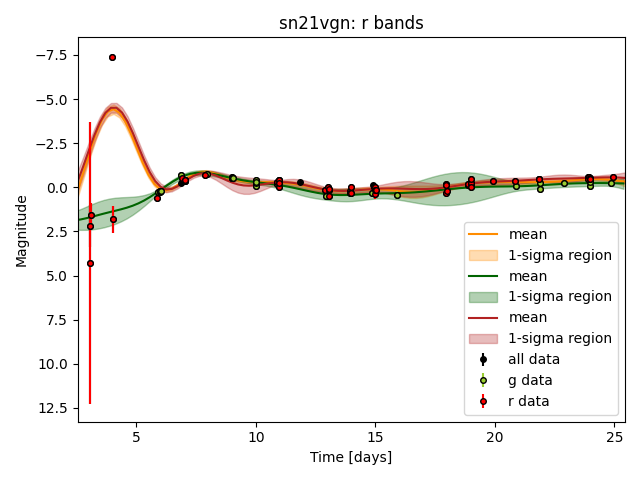 sn21vgn: r bands
Magnitude
−7.5
−5.0
−2.5
0.0
2.5
5.0
7.5
10.0
12.5
mean
1-sigma region
mean
1-sigma region
mean
1-sigma region
all data
g data
r data
5
10
15
20
25
Time [days]